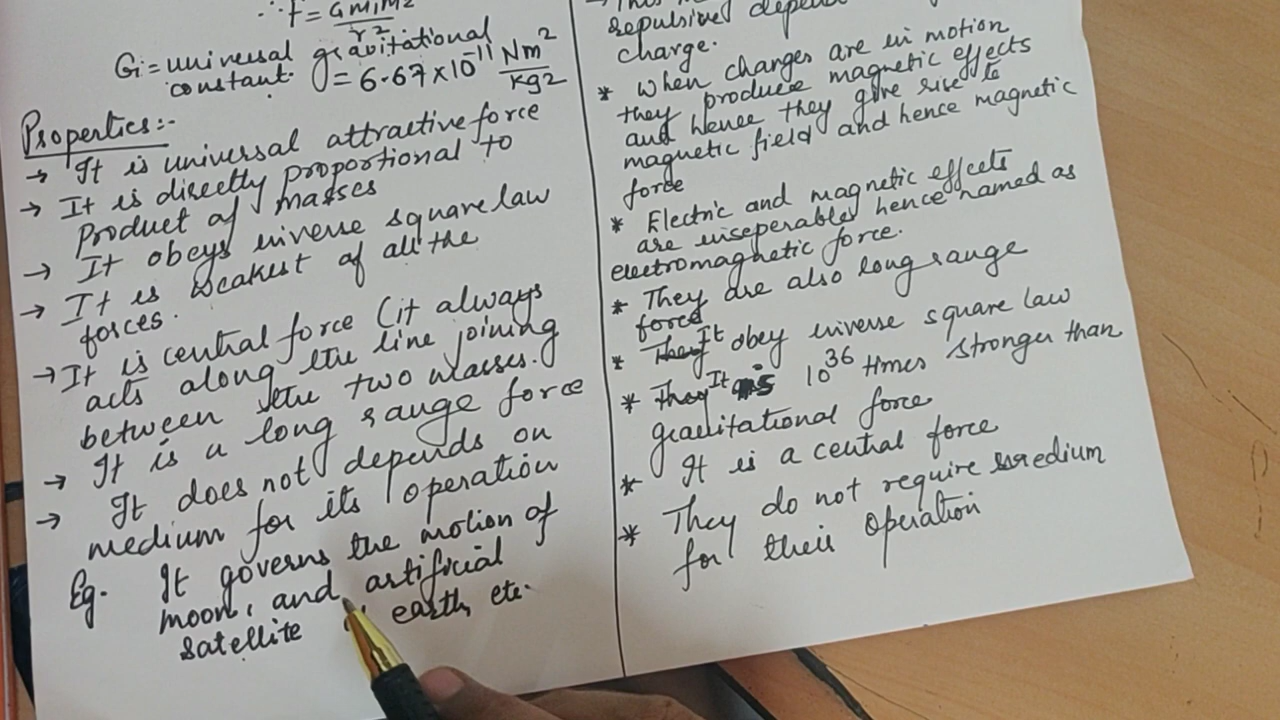 ∴ F = Gm1m2
r²
G = universal gravitational
constant. = 6.67 × 10⁻¹¹ Nm²
kg2
Properties:-
→ It is universal attractive force
→ It is directly proportional to
product of masses
→ It obeys inverse square law
→ It is weakest of all the
forces.
→ It is central force (it always
acts along the line joining
between the two masses.
→ It is a long range force
→ It does not depends on
medium for its operation
Eg. It governs the motion of
moon, and artificial
satellite earth, etc.
repulsive depend
charge.
* When changes are in motion
they produce magnetic effects
and hence they give rise to
magnetic field and hence magnetic
force
* Electric and magnetic effects
are inseperables hence named as
electromagnetic force.
* They are also long range
force
* It obey inverse square law
* It is 10³⁶ times stronger than
gravitational force
* It is a central force
* They do not require medium
for their operation